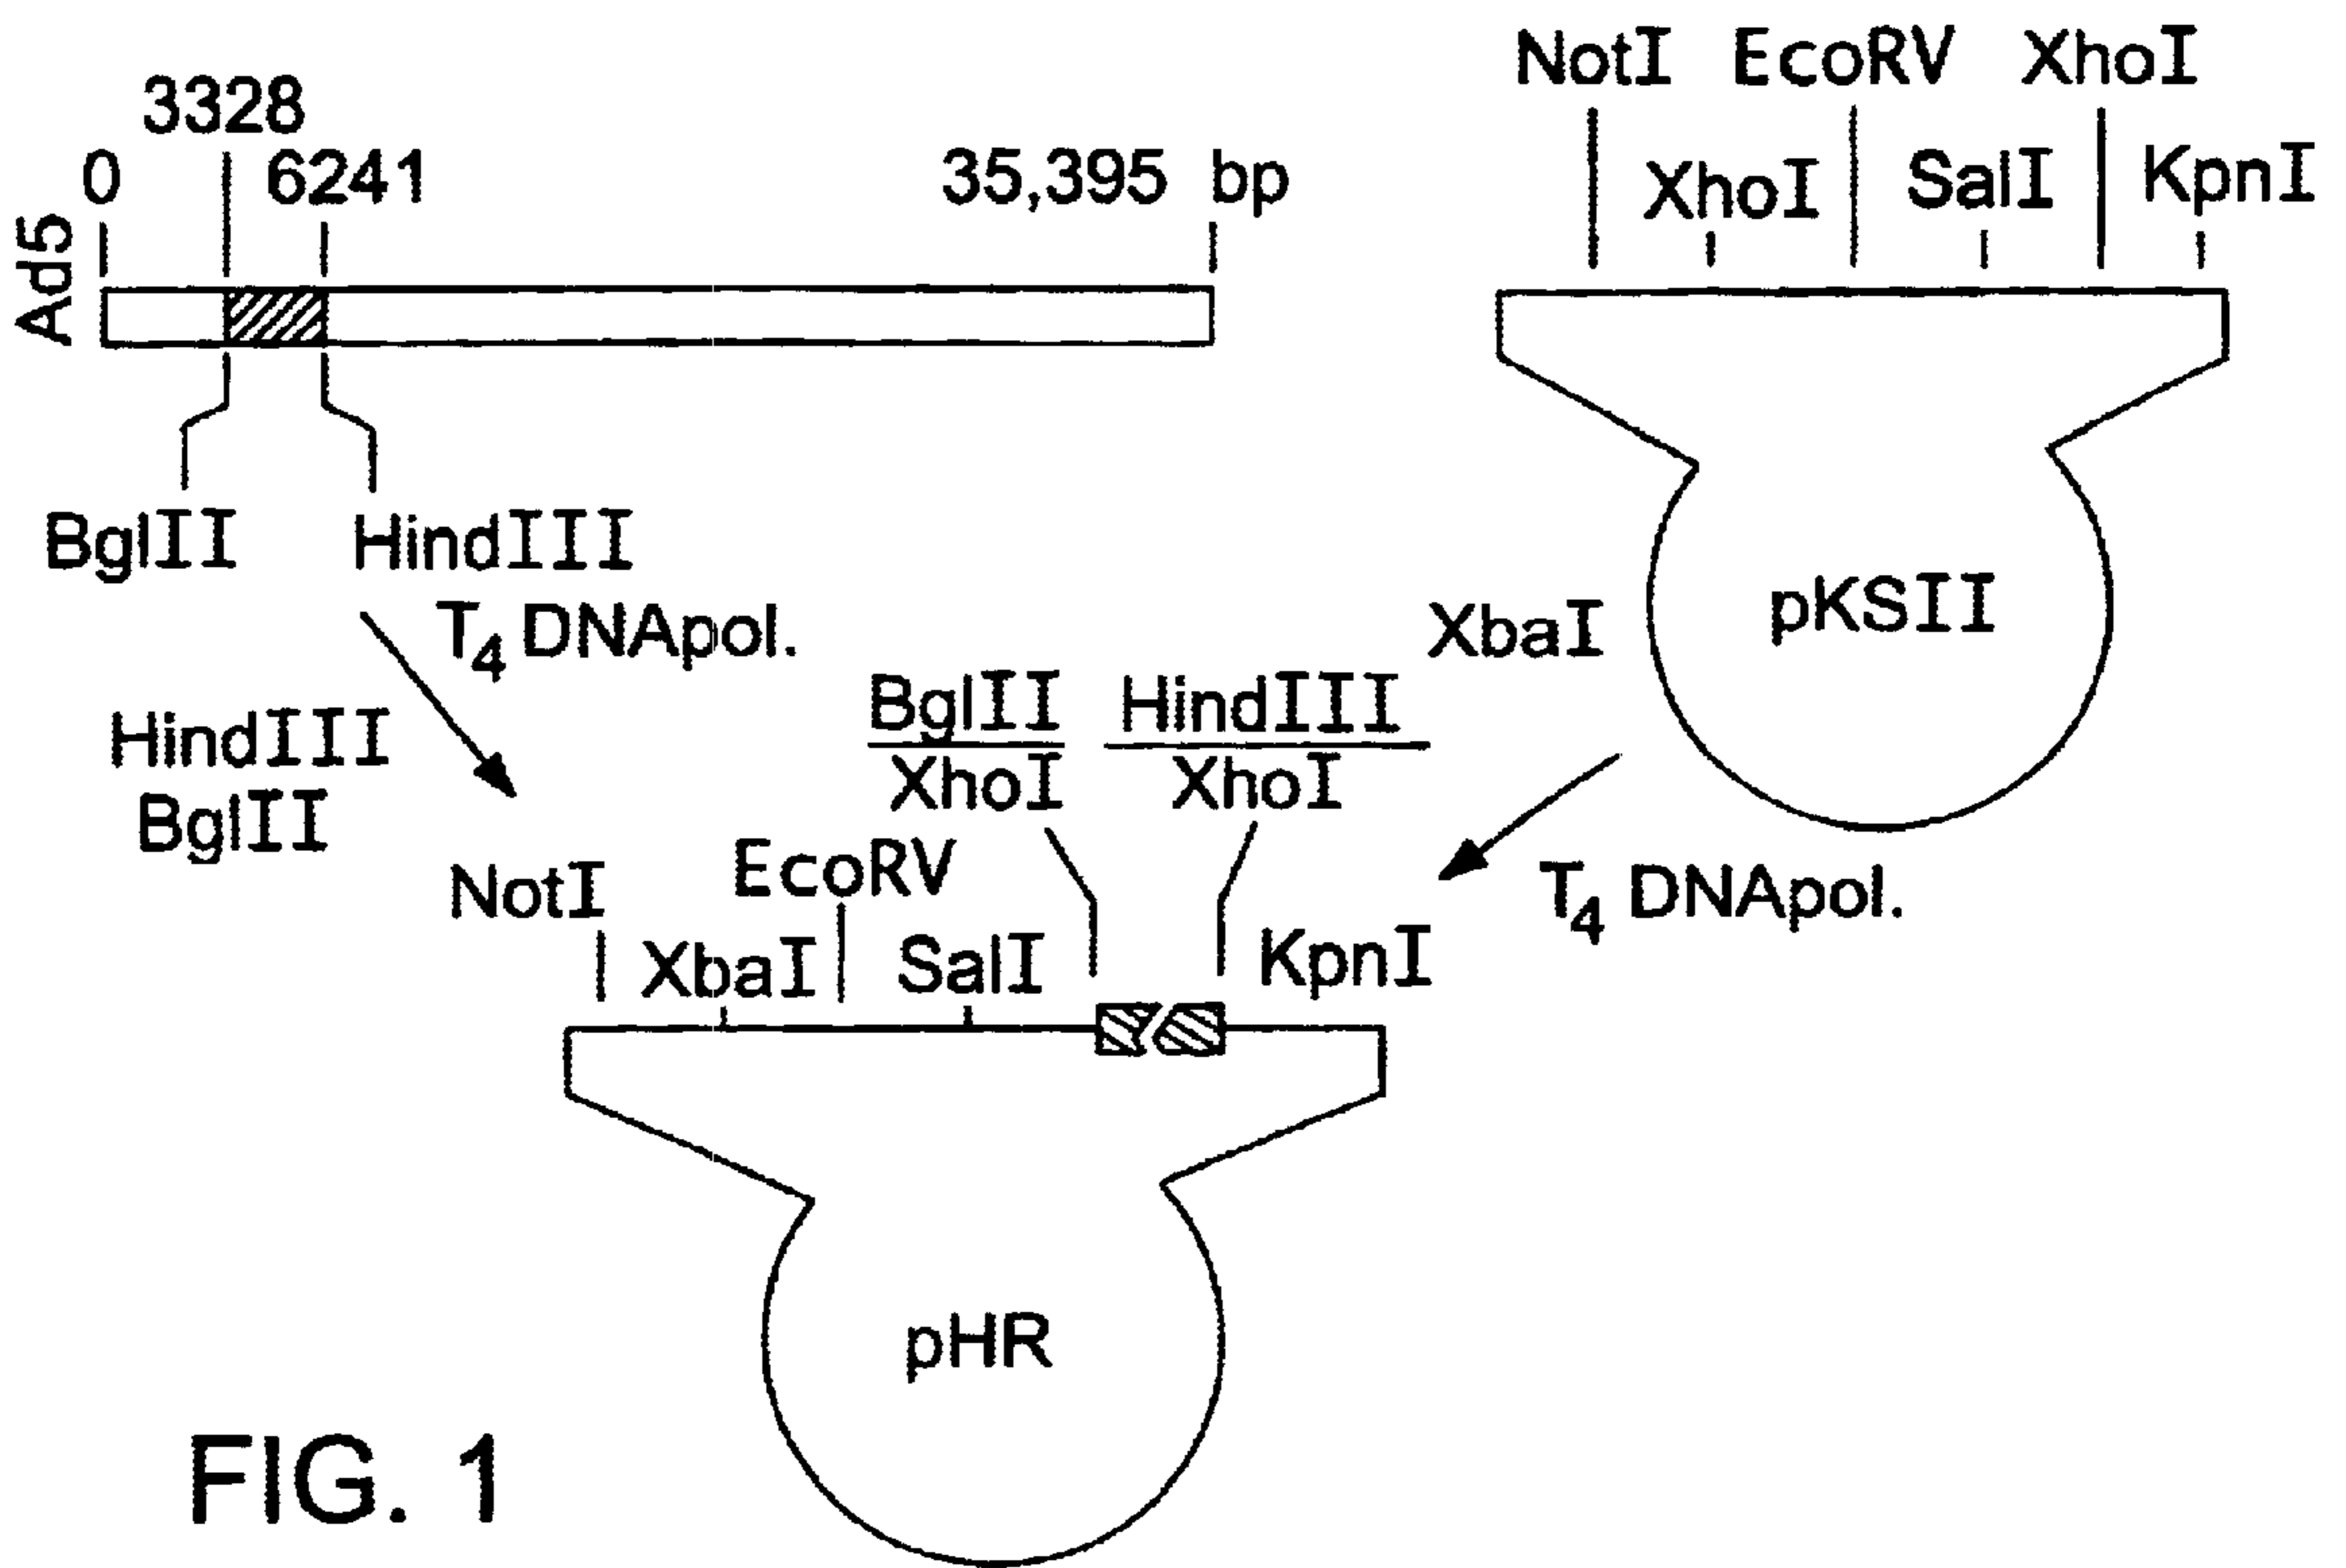 NotI EcoRV XhoI
3328
0 6241 35,395 bp
XhoI SalI KpnI
Ad5
BglII HindIII
T4 DNApol.
pKSII
XbaI
BglII HindIII
XhoI XhoI
HindIII
BglII
NotI EcoRV
T4 DNApol.
XbaI SalI KpnI
pHR
FIG. 1